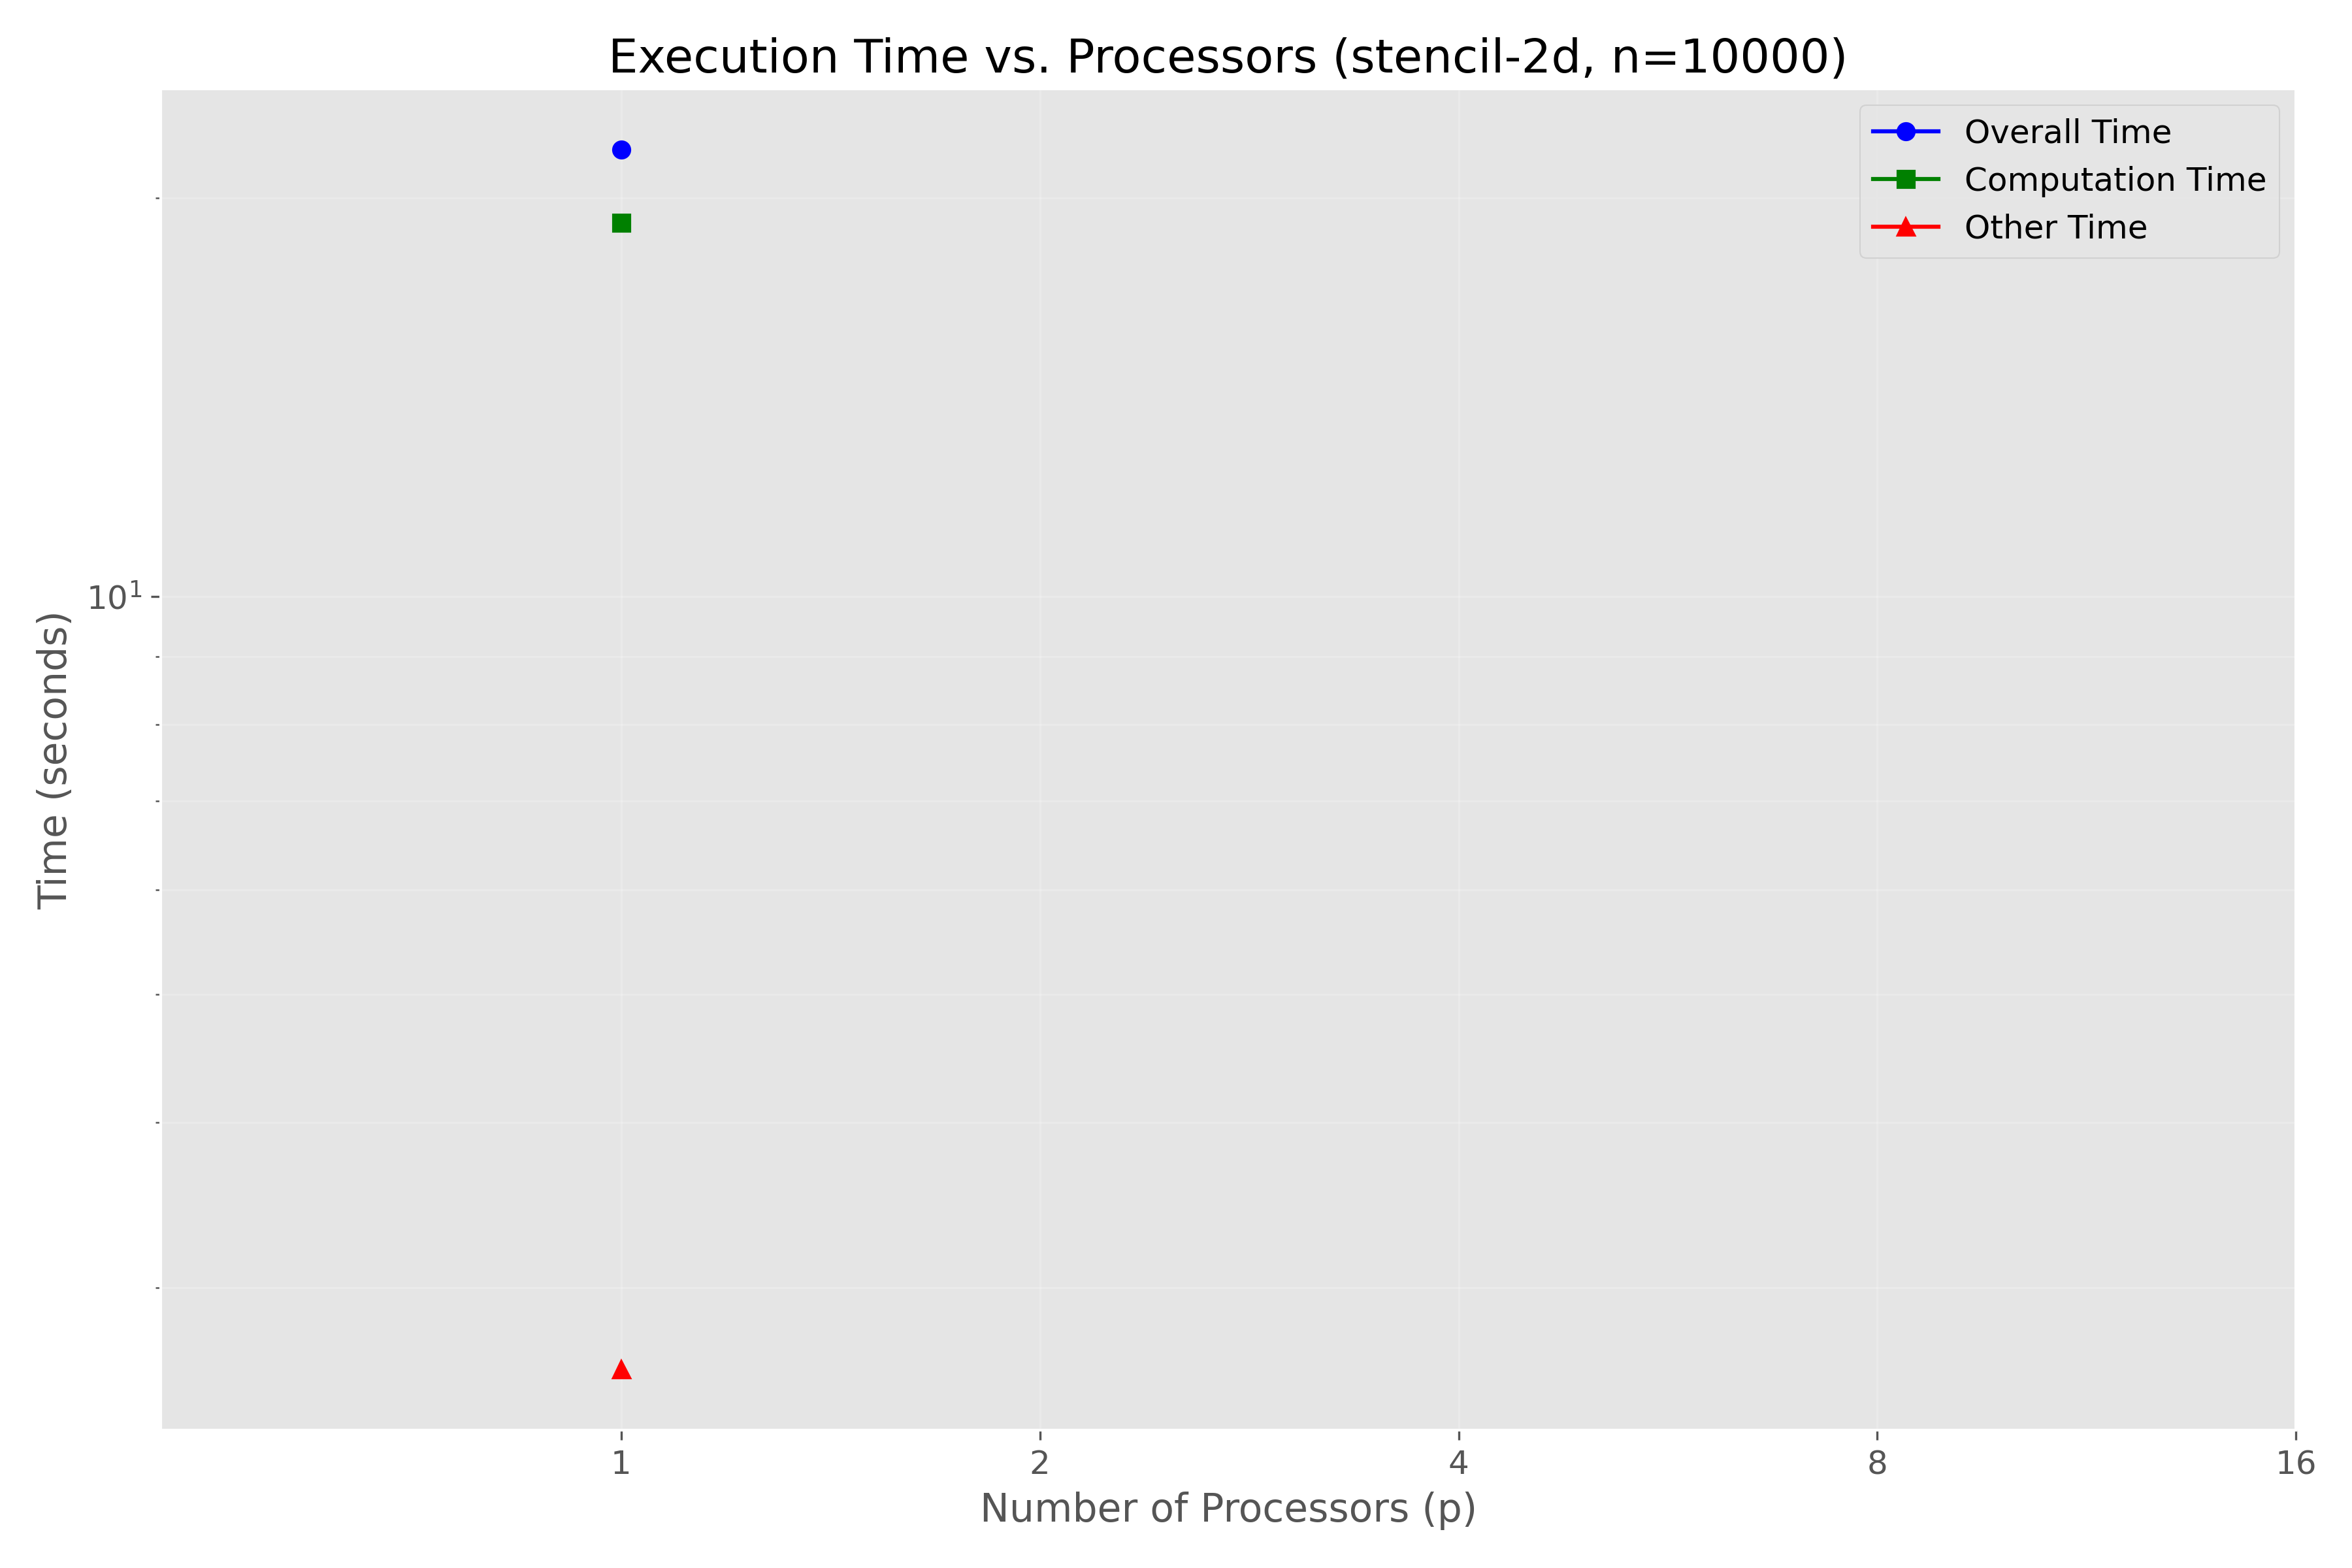 Execution Time vs. Processors (stencil-2d, n=10000)
Overall Time
Computation Time
Other Time
10¹
Time (seconds)
1 2 4 8 16
Number of Processors (p)